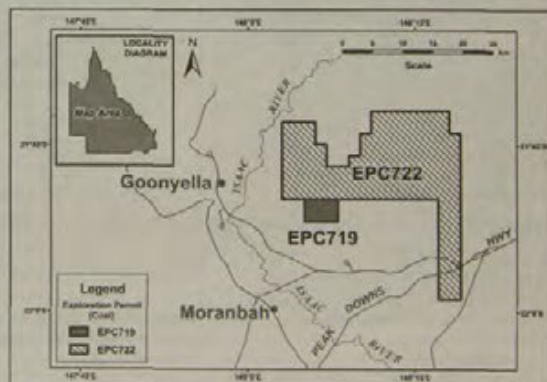 LOCALITY
DIAGRAM
Map Area
N
Scale
km
RIVER
ISAAC
Goonyella
EPC722
EPC719
HWY
DOWNS
PEAK
ISAAC
RIVER
Moranbah
Legend
Exploration Permit
(Coal)
EPC719
EPC722